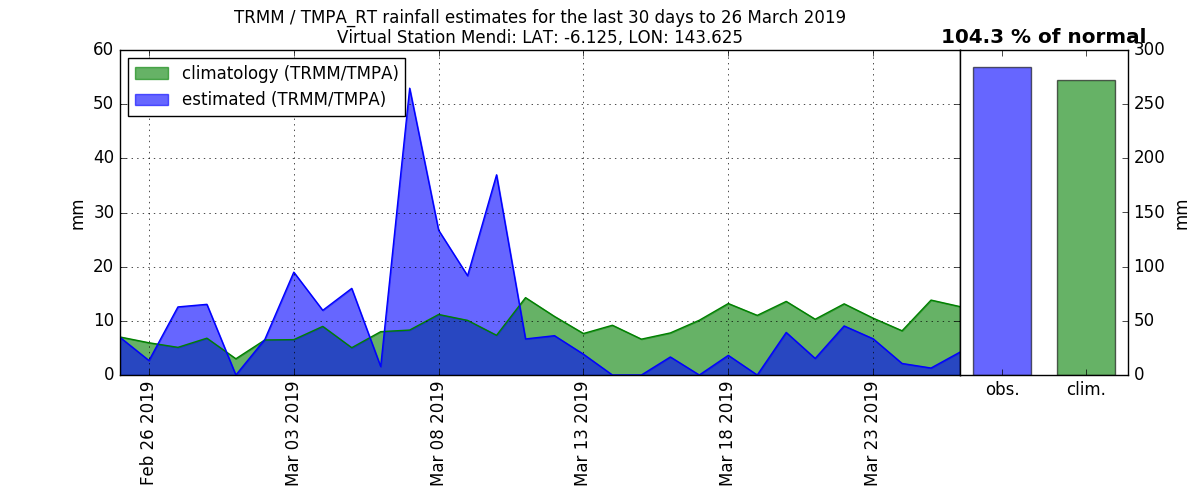 TRMM / TMPA_RT rainfall estimates for the last 30 days to 26 March 2019
Virtual Station Mendi: LAT: -6.125, LON: 143.625
104.3 % of normal
climatology (TRMM/TMPA)
estimated (TRMM/TMPA)
60
50
40
30
20
10
0
mm
Feb 26 2019
Mar 03 2019
Mar 08 2019
Mar 13 2019
Mar 18 2019
Mar 23 2019
300
250
200
150
100
50
0
mm
obs.
clim.